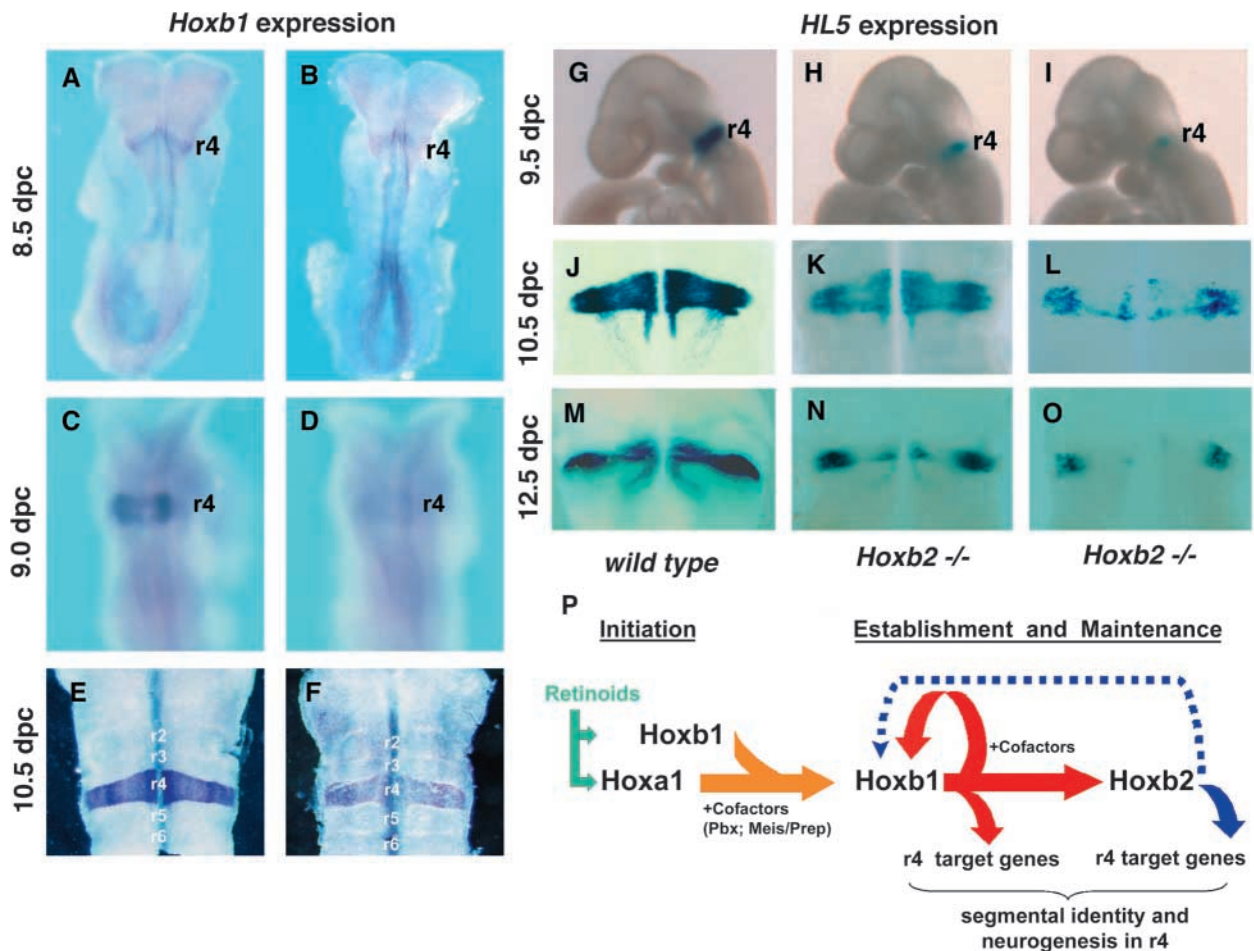 Hoxb1 expression
HL5 expression
8.5 dpc
A
r4
B
r4
9.0 dpc
C
r4
D
r4
10.5 dpc
E
r2
r3
r4
r5
r6
F
r2
r3
r4
r5
r6
9.5 dpc
G
r4
H
r4
I
r4
10.5 dpc
J
K
L
12.5 dpc
M
N
O
wild type
Hoxb2 -/-
Hoxb2 -/-
P
Initiation
Establishment and Maintenance
Retinoids
Hoxb1
Hoxa1
+Cofactors
(Pbx; Meis/Prep)
+Cofactors
Hoxb1
Hoxb2
r4 target genes
r4 target genes
segmental identity and
neurogenesis in r4